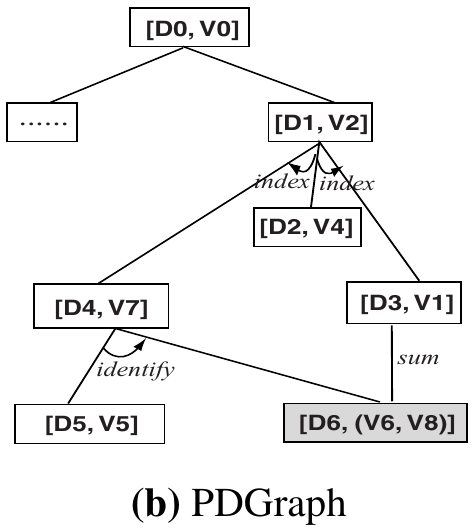 [D0, V0]
......
[D1, V2]
index
index
[D2, V4]
[D4, V7]
[D3, V1]
identify
sum
[D5, V5]
[D6, (V6, V8)]
(b) PDGraph